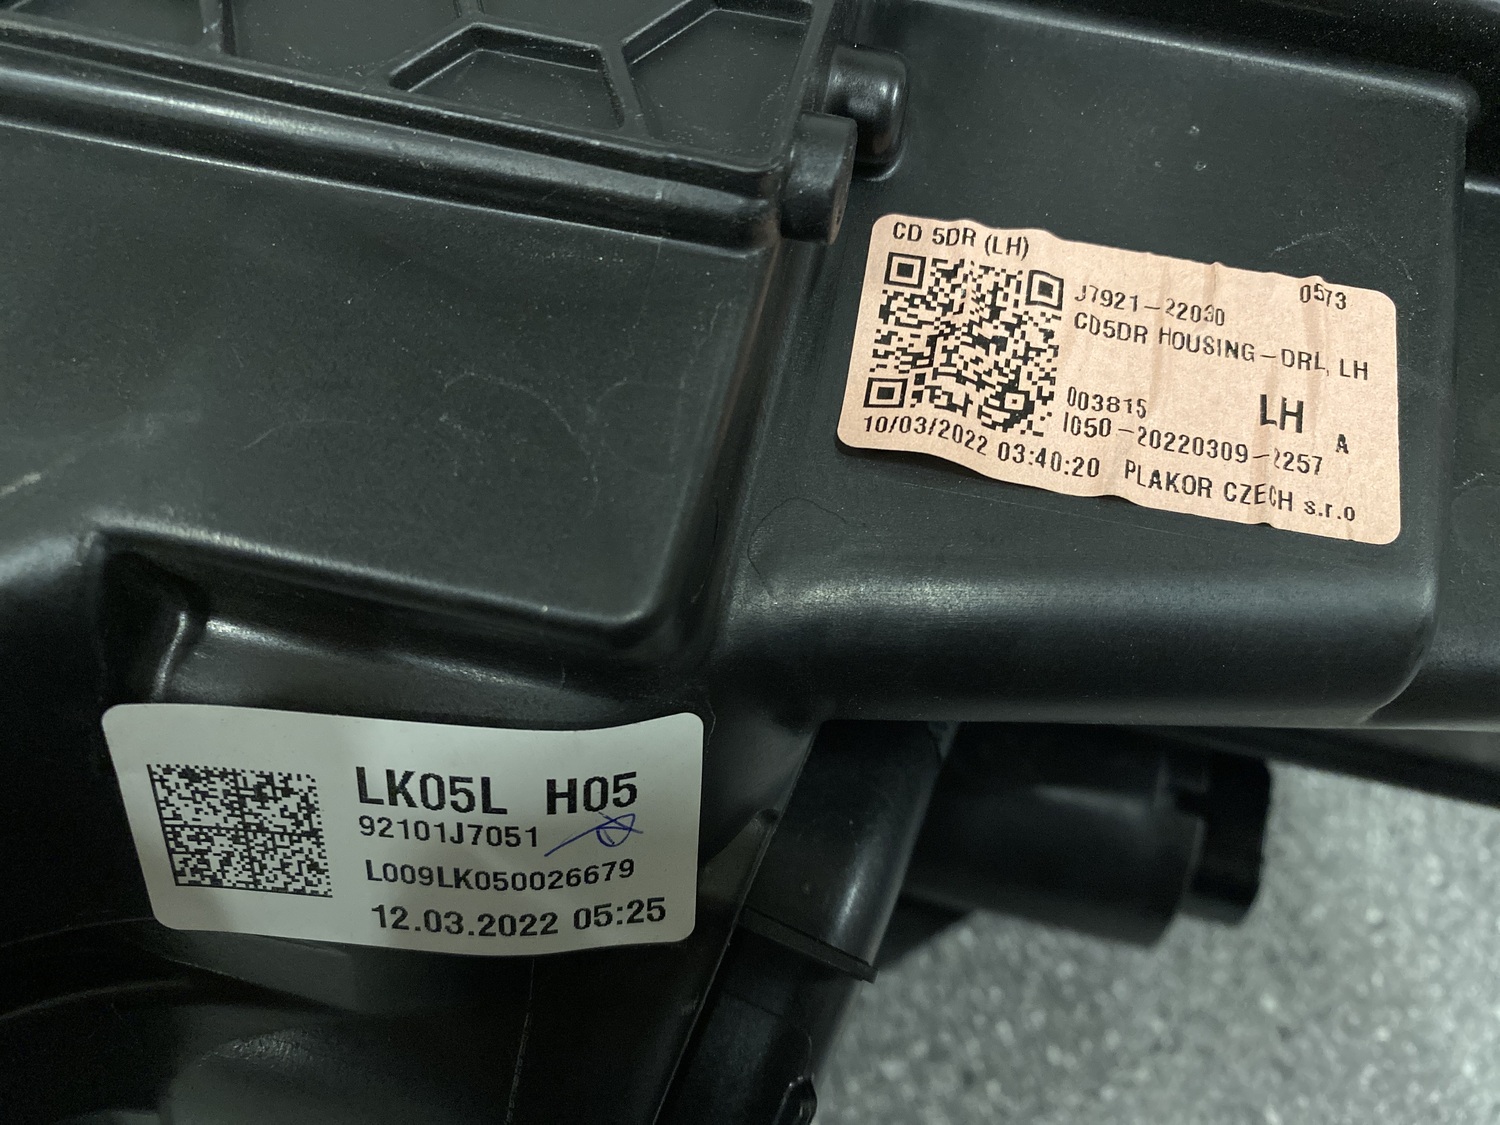 CD 5DR (LH)
J7921-22030 0573
CD5DR HOUSING-DRL, LH
003815 LH A
I050-20220309-2257
10/03/2022 03:40:20 PLAKOR CZECH s.r.o
LK05L H05
92101J7051
L009LK050026679
12.03.2022 05:25